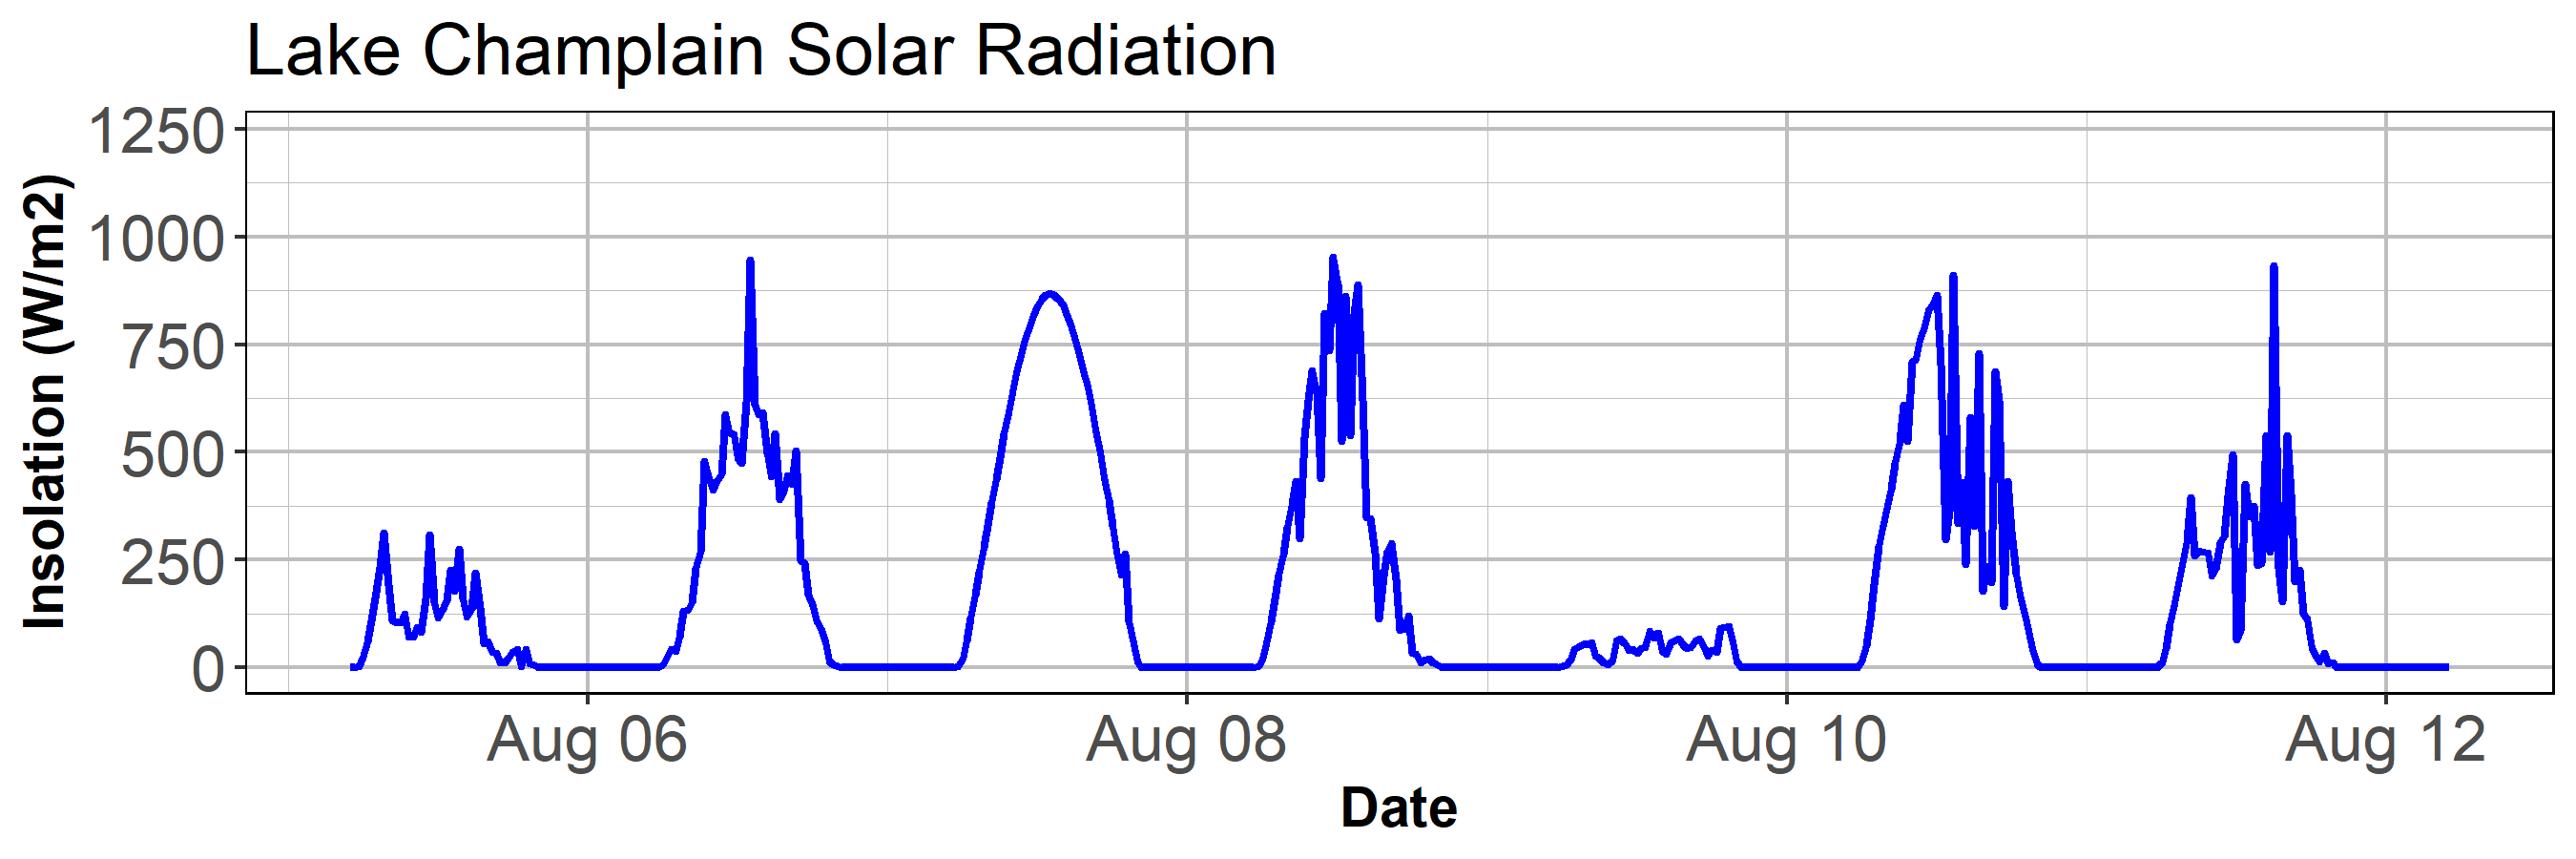 Lake Champlain Solar Radiation
1250
1000
750
500
250
0
Insolation (W/m2)
Aug 06 Aug 08 Aug 10 Aug 12
Date